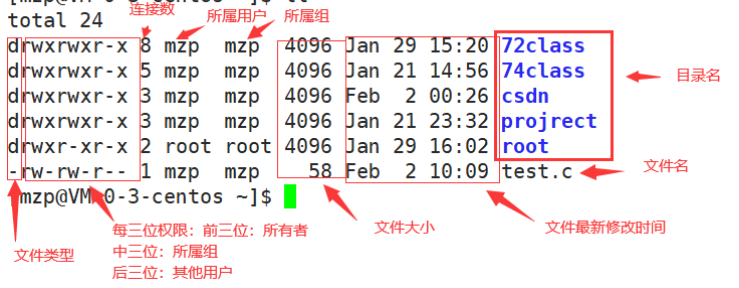 连接数 所属用户 所属组
total 24
drwxrwxr-x 8 mzp mzp 4096 Jan 29 15:20 72class
drwxrwxr-x 5 mzp mzp 4096 Jan 21 14:56 74class
drwxrwxr-x 3 mzp mzp 4096 Feb 2 00:26 csdn
drwxrwxr-x 3 mzp mzp 4096 Jan 21 23:32 projrect
drwxr-xr-x 2 root root 4096 Jan 29 16:02 root
-rw-rw-r-- 1 mzp mzp 58 Feb 2 10:09 test.c
目录名
文件名
[mzp@VM-0-3-centos ~]$
每三位权限：前三位：所有者
中三位：所属组
后三位：其他用户
文件类型
文件大小
文件最新修改时间